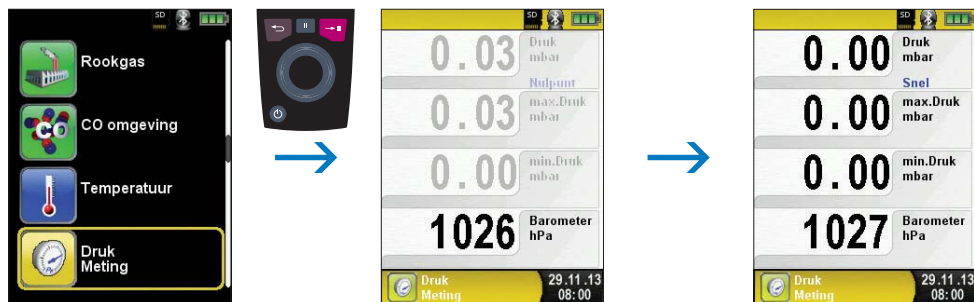 SD
Rookgas
CO
CO omgeving
Temperatuur
Druk
Meting
SD
0.03 Druk
mbar
Nulpunt
0.03 max.Druk
mbar
0.00 min.Druk
mbar
1026 Barometer
hPa
Druk 29.11.13
Meting 08:00
SD
0.00 Druk
mbar
Snel
0.00 max.Druk
mbar
0.00 min.Druk
mbar
1027 Barometer
hPa
Druk 29.11.13
Meting 08:00